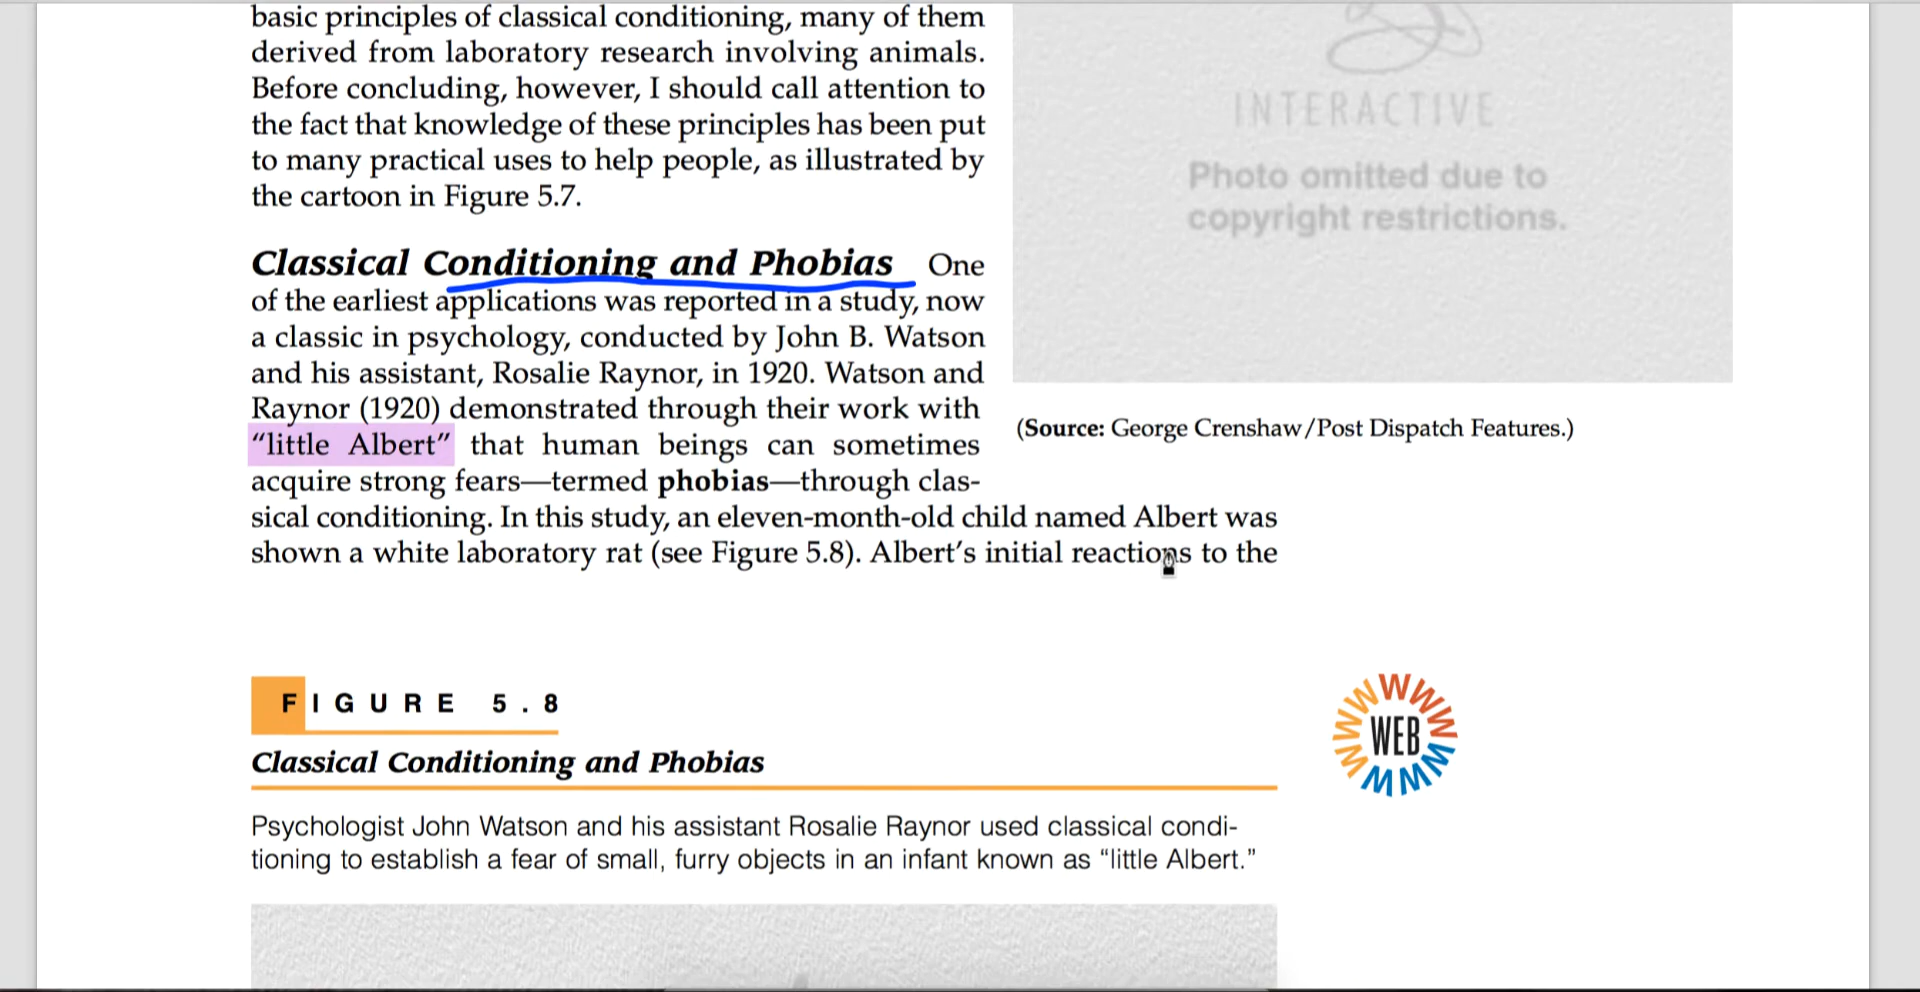 basic principles of classical conditioning, many of them
derived from laboratory research involving animals.
Before concluding, however, I should call attention to
the fact that knowledge of these principles has been put
to many practical uses to help people, as illustrated by
the cartoon in Figure 5.7.
Classical Conditioning and Phobias One
of the earliest applications was reported in a study, now
a classic in psychology, conducted by John B. Watson
and his assistant, Rosalie Raynor, in 1920. Watson and
Raynor (1920) demonstrated through their work with
“little Albert” that human beings can sometimes
acquire strong fears—termed phobias—through clas-
sical conditioning. In this study, an eleven-month-old child named Albert was
shown a white laboratory rat (see Figure 5.8). Albert’s initial reactions to the
INTERACTIVE
Photo omitted due to
copyright restrictions.
(Source: George Crenshaw/Post Dispatch Features.)
FIGURE 5.8
Classical Conditioning and Phobias
Psychologist John Watson and his assistant Rosalie Raynor used classical condi-
tioning to establish a fear of small, furry objects in an infant known as “little Albert.”
WWWWWWWWWWWW
WEB